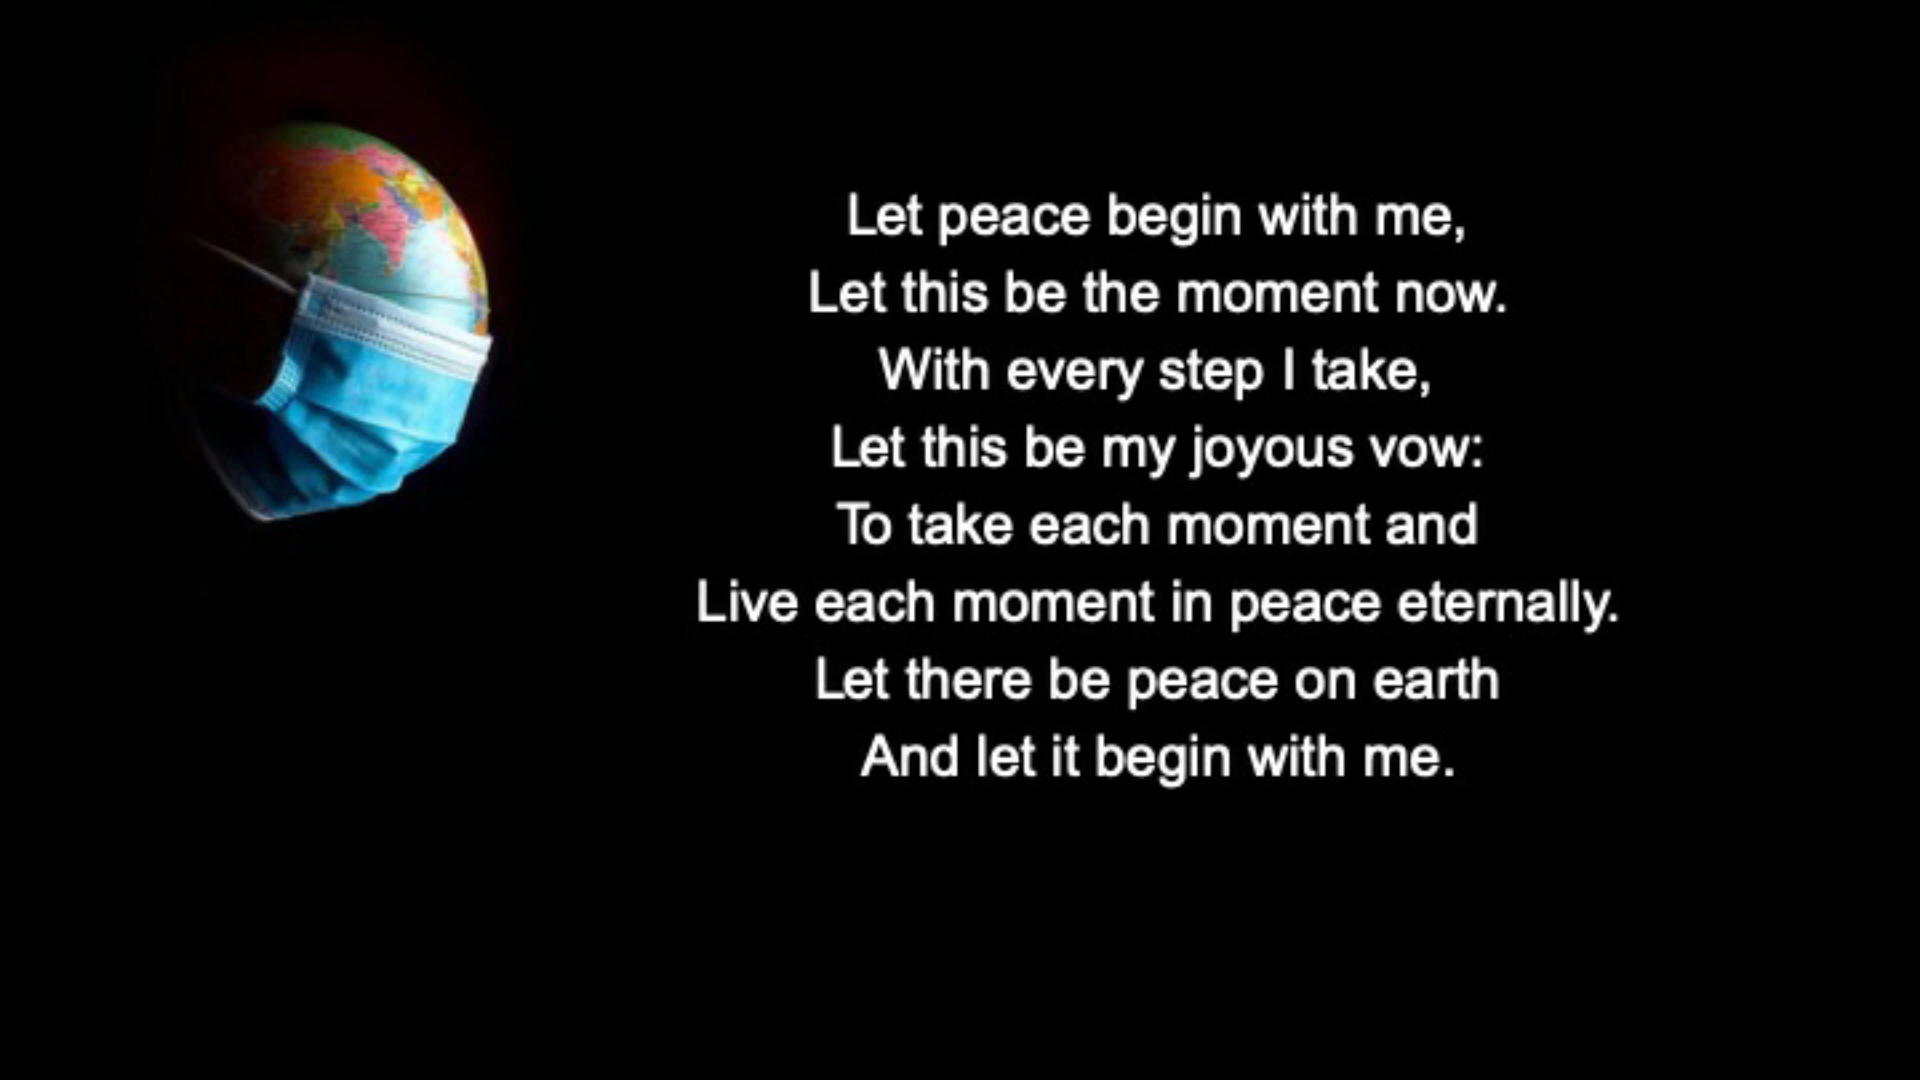 Let peace begin with me,
Let this be the moment now.
With every step I take,
Let this be my joyous vow:
To take each moment and
Live each moment in peace eternally.
Let there be peace on earth
And let it begin with me.